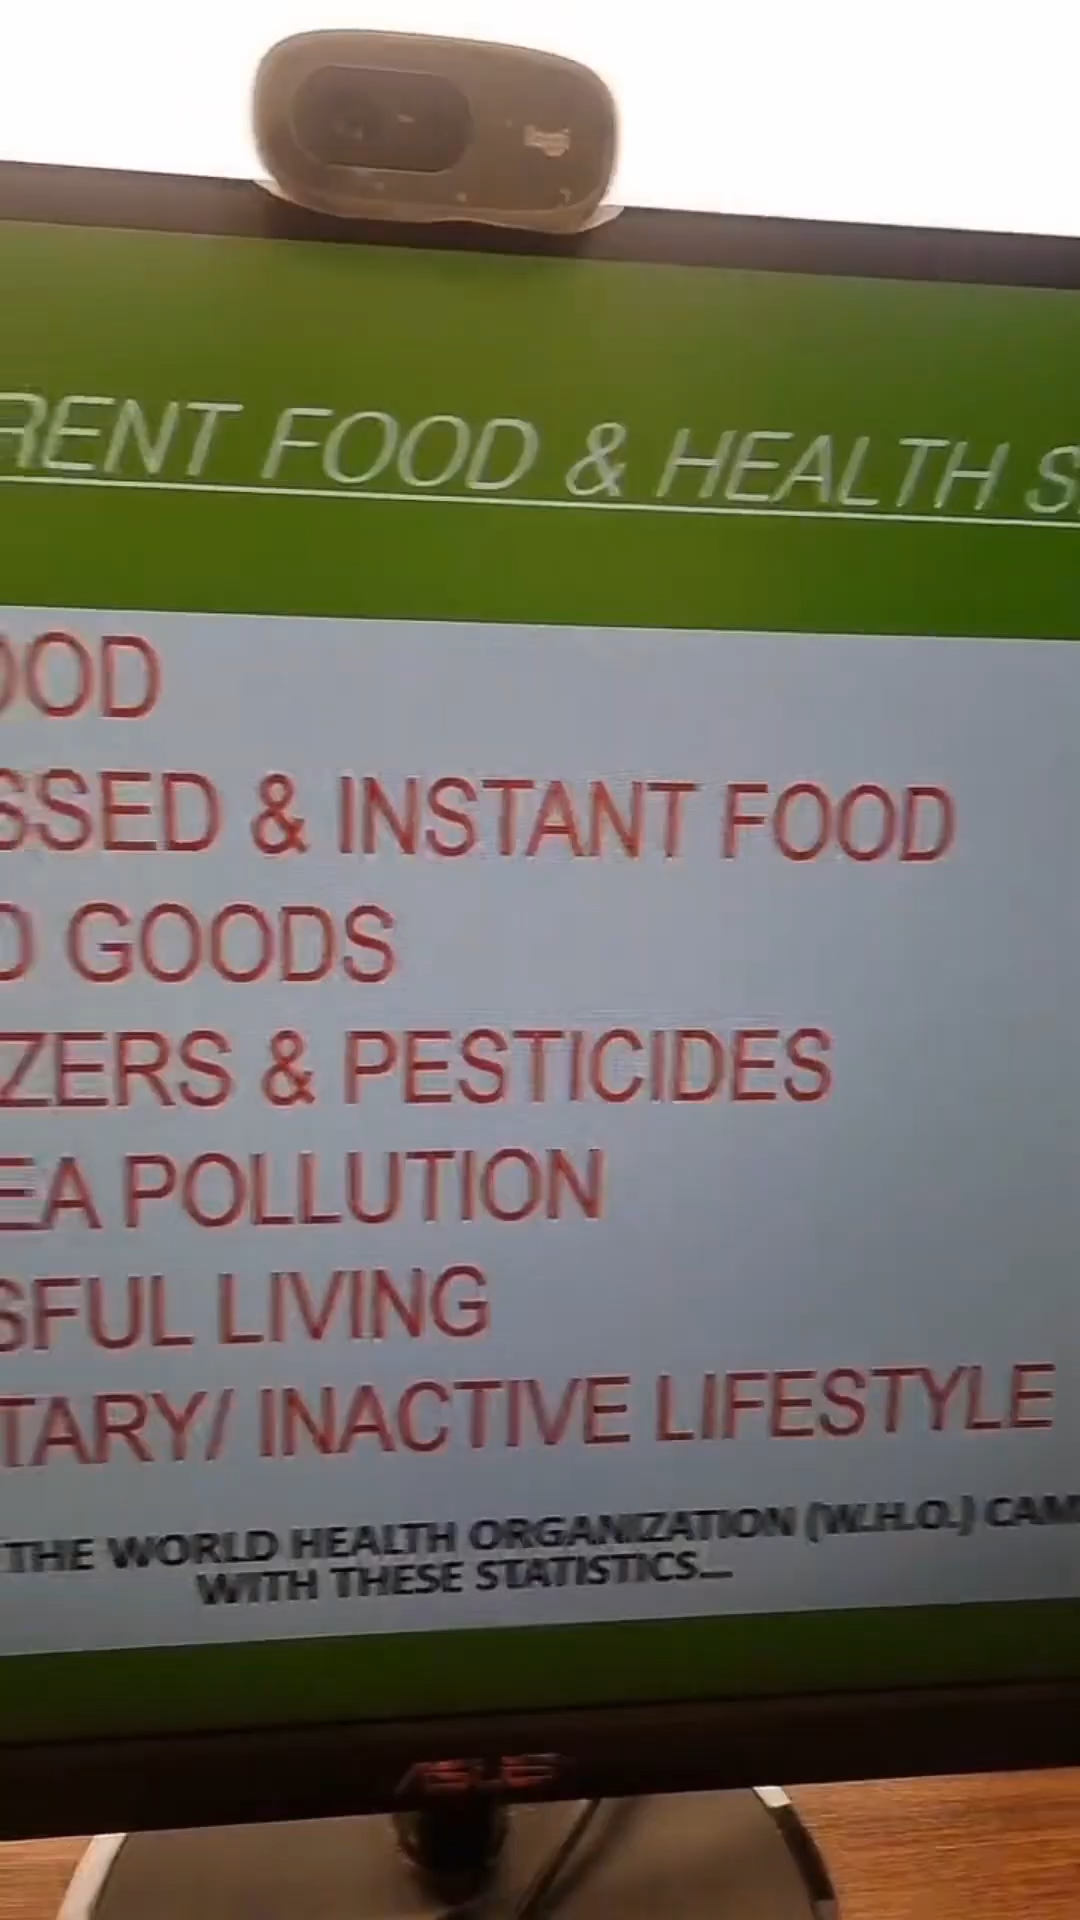 RENT FOOD & HEALTH S
OOD
SSED & INSTANT FOOD
D GOODS
ZERS & PESTICIDES
EA POLLUTION
SFUL LIVING
TARY/ INACTIVE LIFESTYLE
THE WORLD HEALTH ORGANIZATION (W.H.O.) CAM
WITH THESE STATISTICS...
ASUS